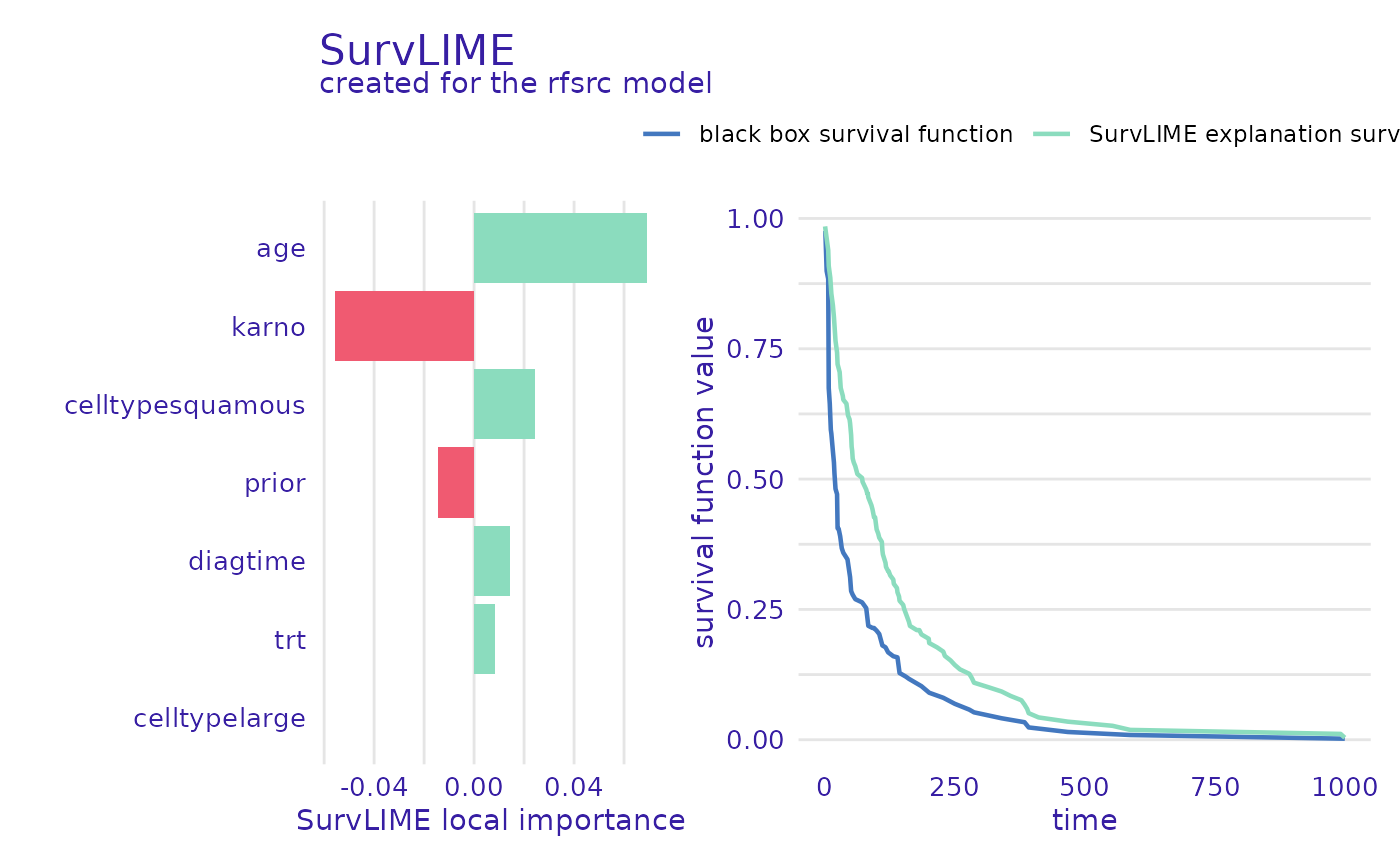 SurvLIME
created for the rfsrc model
black box survival function
SurvLIME explanation surv
age
karno
celltypesquamous
prior
diagtime
trt
celltypelarge
-0.04 0.00 0.04
SurvLIME local importance
survival function value
1.00
0.75
0.50
0.25
0.00
0 250 500 750 1000
time